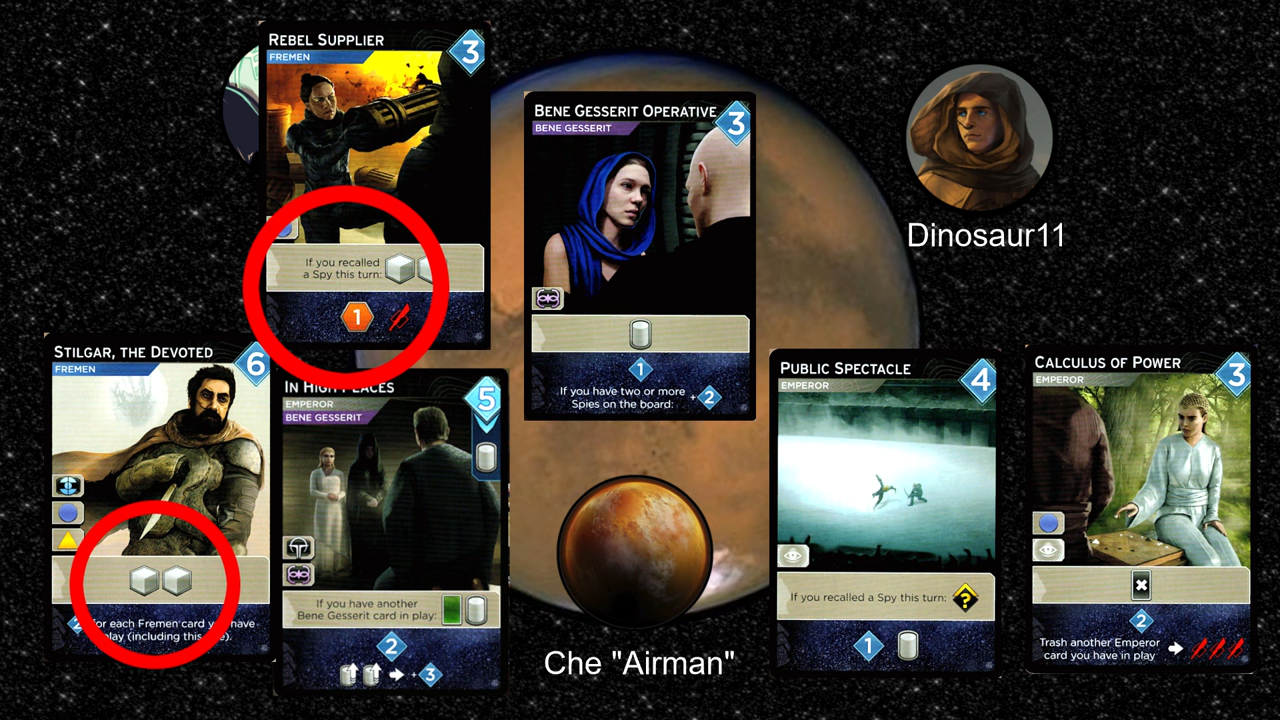 REBEL SUPPLIER
3
FREMEN
If you recalled
a Spy this turn:
1
BENE GESSERIT OPERATIVE
3
BENE GESSERIT
1
If you have two or more
Spies on the board: +2
Dinosaur11
STILGAR, THE DEVOTED
6
FREMEN
2
or each Fremen card y have
lay (including this e).
IN HIGH PLACES
5
EMPEROR
BENE GESSERIT
If you have another
Bene Gesserit card in play:
2
+3
Che "Airman"
PUBLIC SPECTACLE
4
EMPEROR
If you recalled a Spy this turn: ?
1
CALCULUS OF POWER
3
EMPEROR
2
Trash another Emperor
card you have in play